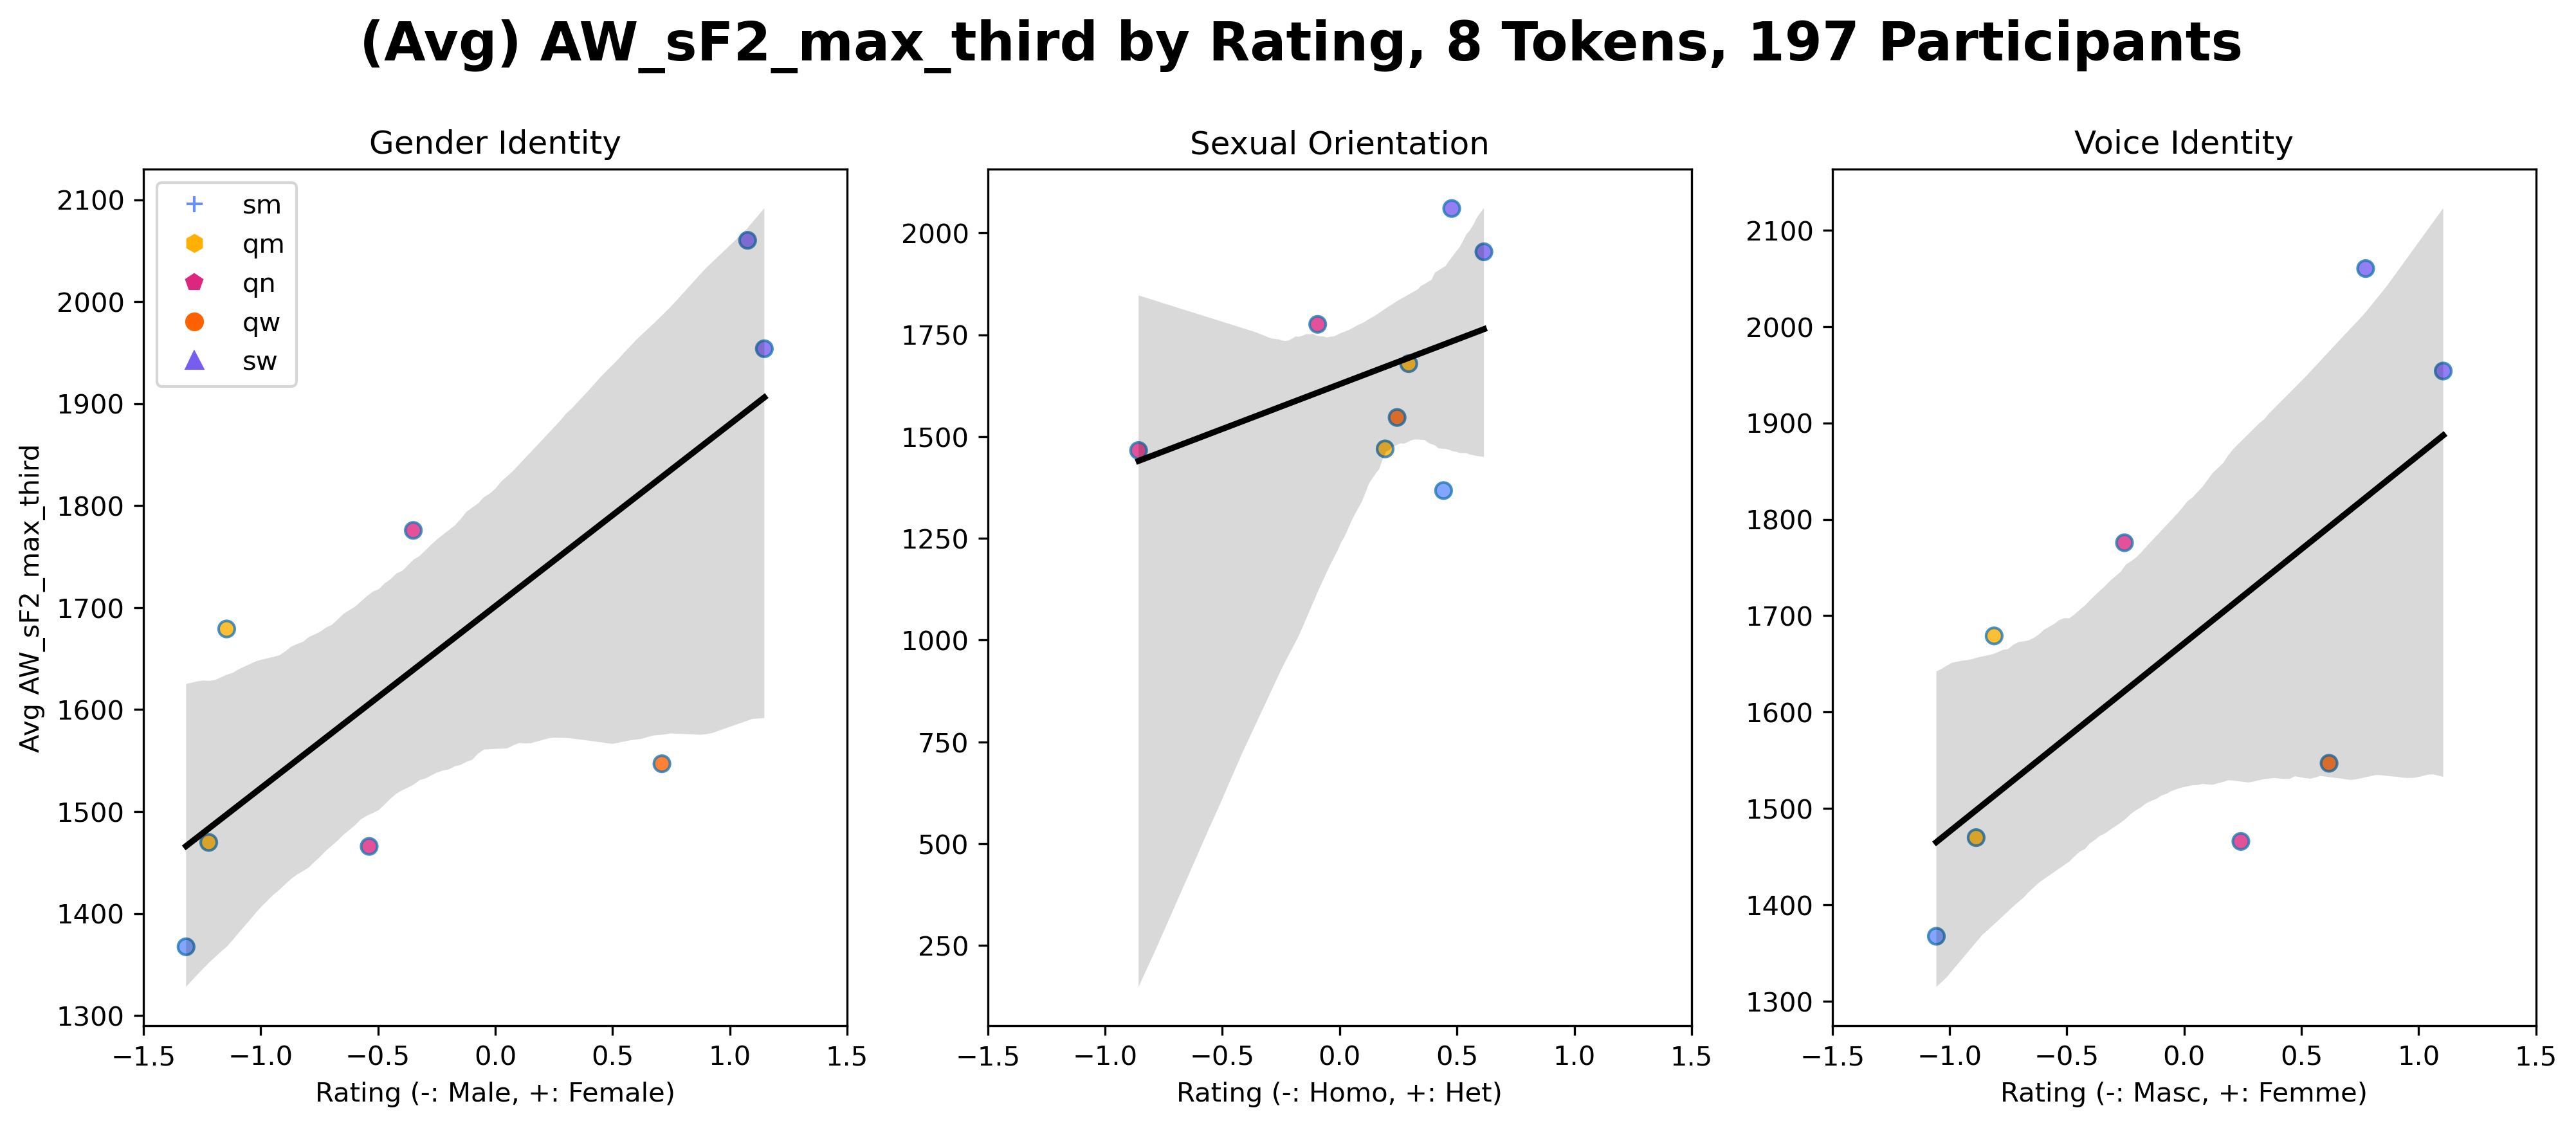 (Avg) AW_sF2_max_third by Rating, 8 Tokens, 197 Participants
Gender Identity
Avg AW_sF2_max_third
2100
2000
1900
1800
1700
1600
1500
1400
1300
sm
qm
qn
qw
sw
−1.5 −1.0 −0.5 0.0 0.5 1.0 1.5
Rating (-: Male, +: Female)
Sexual Orientation
2000
1750
1500
1250
1000
750
500
250
−1.5 −1.0 −0.5 0.0 0.5 1.0 1.5
Rating (-: Homo, +: Het)
Voice Identity
2100
2000
1900
1800
1700
1600
1500
1400
1300
−1.5 −1.0 −0.5 0.0 0.5 1.0 1.5
Rating (-: Masc, +: Femme)